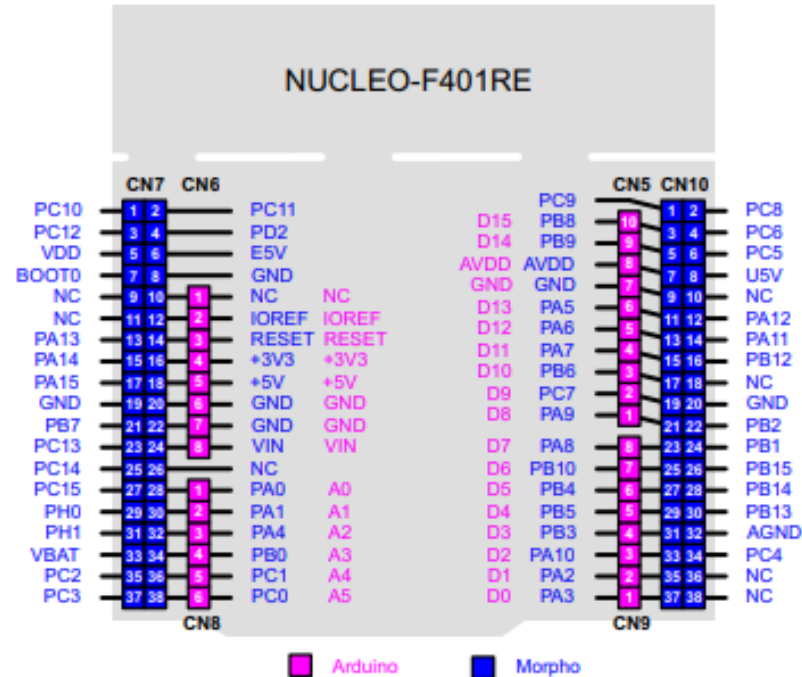 NUCLEO-F401RE
CN7 CN6 CN5 CN10
PC9
PC10 1 2 PC11 1 2 PC8
D15 PB8 10
PC12 3 4 PD2 3 4 PC6
D14 PB9 9
VDD 5 6 E5V 5 6 PC5
AVDD AVDD 8
BOOT0 7 8 GND 7 8 U5V
GND GND 7
NC 9 10 1 NC NC 9 10 NC
D13 PA5 6
NC 11 12 2 IOREF IOREF 11 12 PA12
D12 PA6 5
PA13 13 14 3 RESET RESET 13 14 PA11
D11 PA7 4
PA14 15 16 4 +3V3 +3V3 15 16 PB12
D10 PB6 3
PA15 17 18 5 +5V +5V 17 18 NC
D9 PC7 2
GND 19 20 6 GND GND 19 20 GND
D8 PA9 1
PB7 21 22 7 GND GND 21 22 PB2
PC13 23 24 8 VIN VIN D7 PA8 8 23 24 PB1
PC14 25 26 NC D6 PB10 7 25 26 PB15
PC15 27 28 1 PA0 A0 D5 PB4 6 27 28 PB14
PH0 29 30 2 PA1 A1 D4 PB5 5 29 30 PB13
PH1 31 32 3 PA4 A2 D3 PB3 4 31 32 AGND
VBAT 33 34 4 PB0 A3 D2 PA10 3 33 34 PC4
PC2 35 36 5 PC1 A4 D1 PA2 2 35 36 NC
PC3 37 38 6 PC0 A5 D0 PA3 1 37 38 NC
CN8 CN9
Arduino Morpho